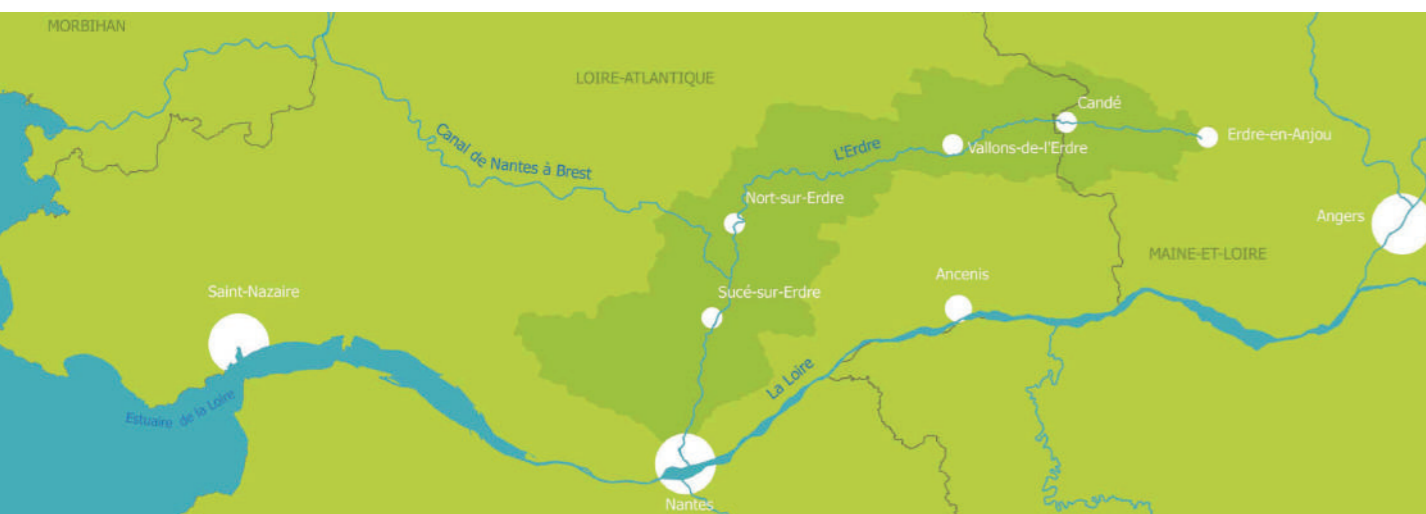 MORBIHAN
LOIRE-ATLANTIQUE
Candé
Erdre-en-Anjou
Canal de Nantes à Brest
L'Erdre
Vallons-de-l'Erdre
Nort-sur-Erdre
Angers
MAINE-ET-LOIRE
Ancenis
Saint-Nazaire
Sucé-sur-Erdre
La Loire
Estuaire de la Loire
Nantes